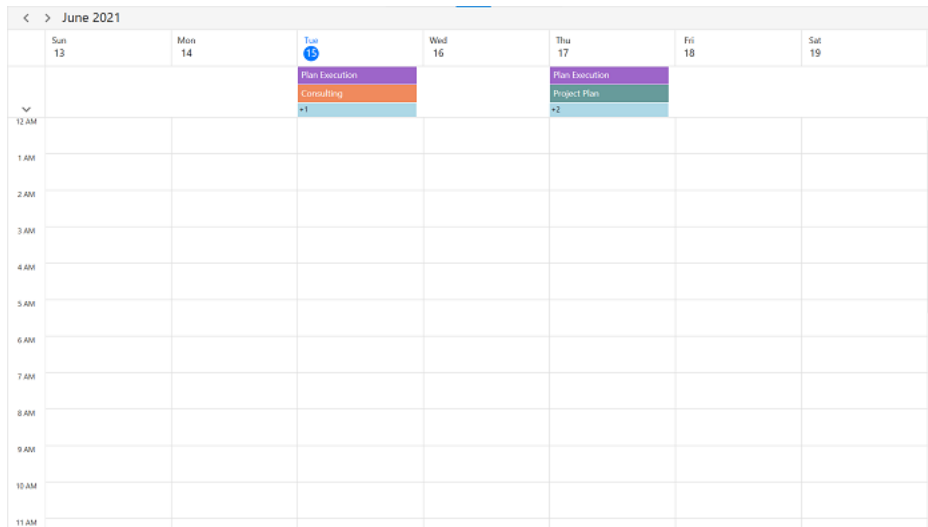 June 2021
Sun Mon Tue Wed Thu Fri Sat
13 14 15 16 17 18 19
Plan Execution Plan Execution
Consulting Project Plan
+1 +2
12 AM
1 AM
2 AM
3 AM
4 AM
5 AM
6 AM
7 AM
8 AM
9 AM
10 AM
11 AM